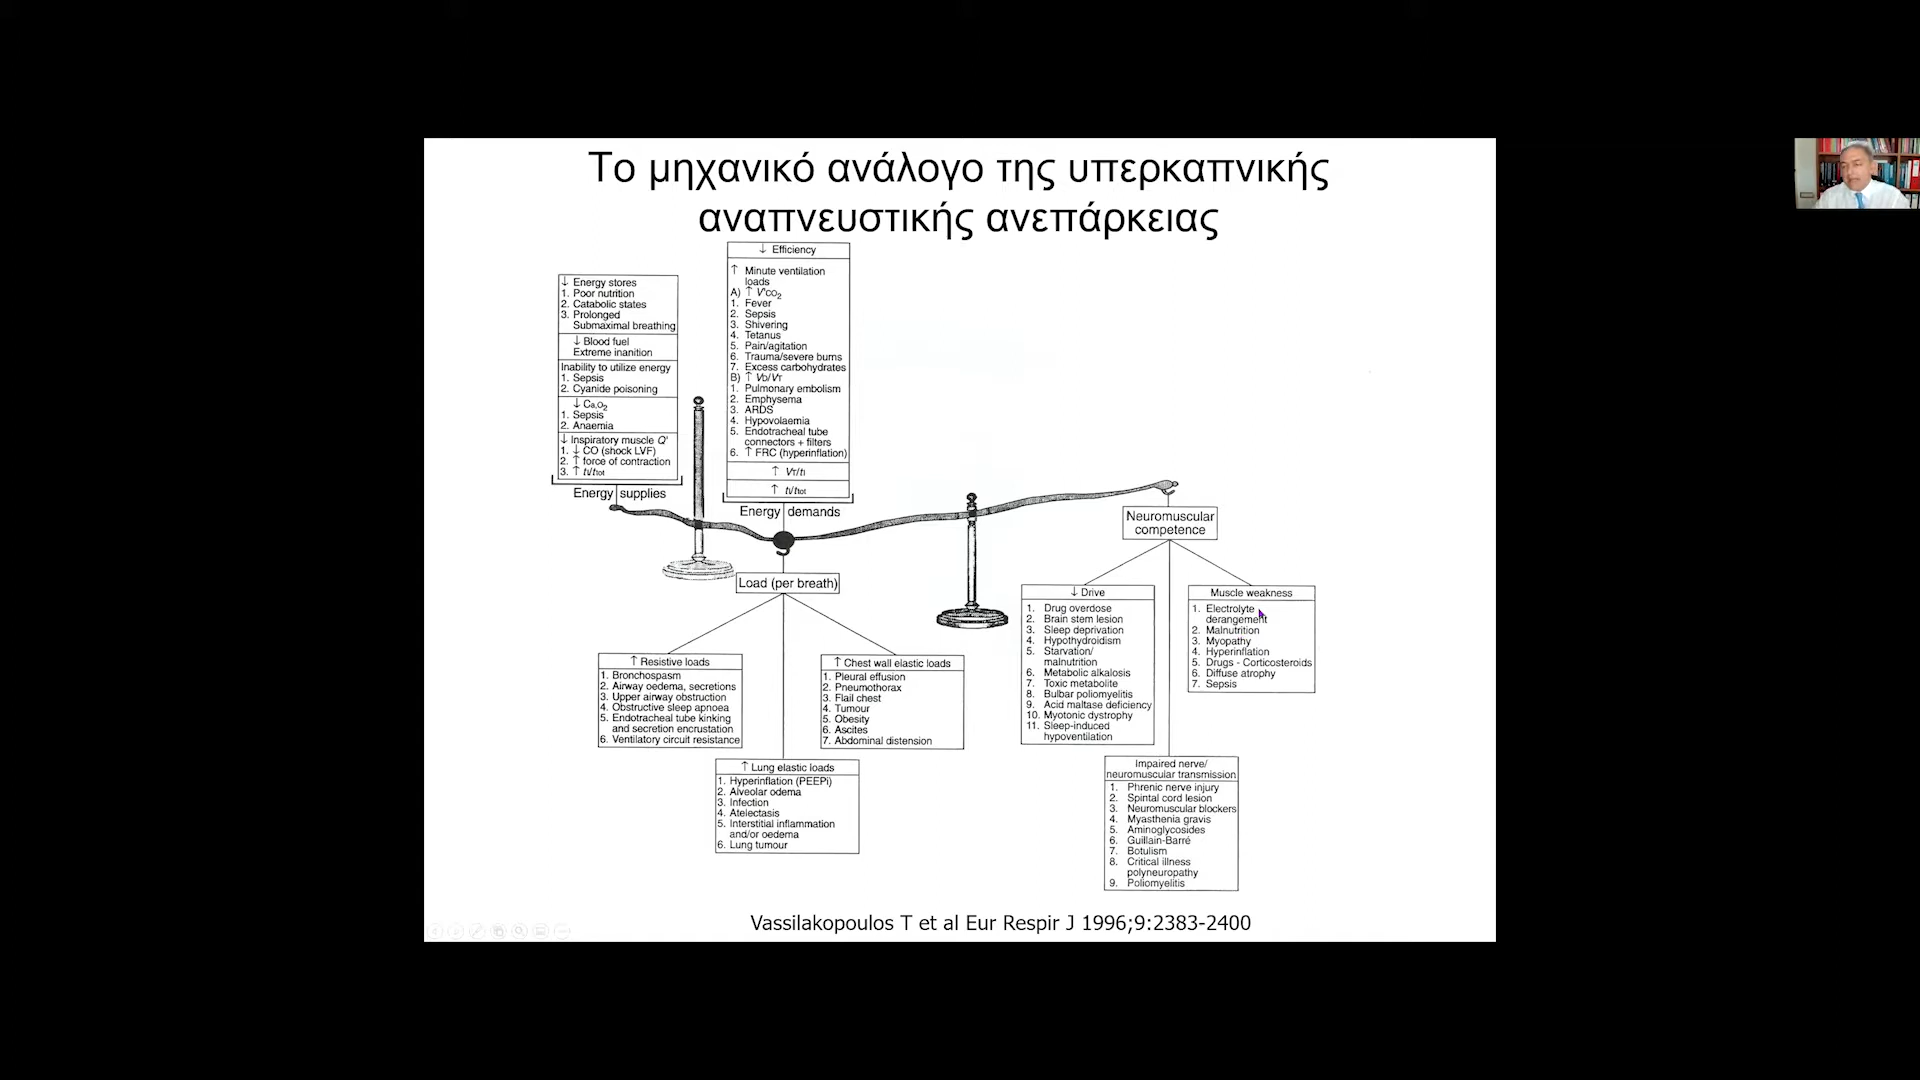 Το μηχανικό ανάλογο της υπερκαπνικής
αναπνευστικής ανεπάρκειας
↓ Energy stores
1. Poor nutrition
2. Catabolic states
3. Prolonged
Submaximal breathing
↓ Blood fuel
Extreme inanition
Inability to utilize energy
1. Sepsis
2. Cyanide poisoning
↓ Ca,O2
1. Sepsis
2. Anaemia
↓ Inspiratory muscle Q'
1. ↓ CO (shock LVF)
2. ↑ force of contraction
3. ↑ tI/ttot
Energy supplies
↓ Efficiency
↑ Minute ventilation
loads
A) ↑ V'CO2
1. Fever
2. Sepsis
3. Shivering
4. Tetanus
5. Pain/agitation
6. Trauma/severe burns
7. Excess carbohydrates
B) ↑ VD/VT
1. Pulmonary embolism
2. Emphysema
3. ARDS
4. Hypovolaemia
5. Endotracheal tube
connectors + filters
6. ↑ FRC (hyperinflation)
↑ VT/tI
↑ tI/ttot
Energy demands
Load (per breath)
↑ Resistive loads
1. Bronchospasm
2. Airway oedema, secretions
3. Upper airway obstruction
4. Obstructive sleep apnoea
5. Endotracheal tube kinking
and secretion encrustation
6. Ventilatory circuit resistance
↑ Chest wall elastic loads
1. Pleural effusion
2. Pneumothorax
3. Flail chest
4. Tumour
5. Obesity
6. Ascites
7. Abdominal distension
↑ Lung elastic loads
1. Hyperinflation (PEEPi)
2. Alveolar odema
3. Infection
4. Atelectasis
5. Interstitial inflammation
and/or oedema
6. Lung tumour
Neuromuscular
competence
↓ Drive
1. Drug overdose
2. Brain stem lesion
3. Sleep deprivation
4. Hypothyroidism
5. Starvation/
malnutrition
6. Metabolic alkalosis
7. Toxic metabolite
8. Bulbar poliomyelitis
9. Acid maltase deficiency
10. Myotonic dystrophy
11. Sleep-induced
hypoventilation
Muscle weakness
1. Electrolyte
derangement
2. Malnutrition
3. Myopathy
4. Hyperinflation
5. Drugs - Corticosteroids
6. Diffuse atrophy
7. Sepsis
Impaired nerve/
neuromuscular transmission
1. Phrenic nerve injury
2. Spintal cord lesion
3. Neuromuscular blockers
4. Myasthenia gravis
5. Aminoglycosides
6. Guillain-Barré
7. Botulism
8. Critical illness
polyneuropathy
9. Poliomyelitis
Vassilakopoulos T et al Eur Respir J 1996;9:2383-2400